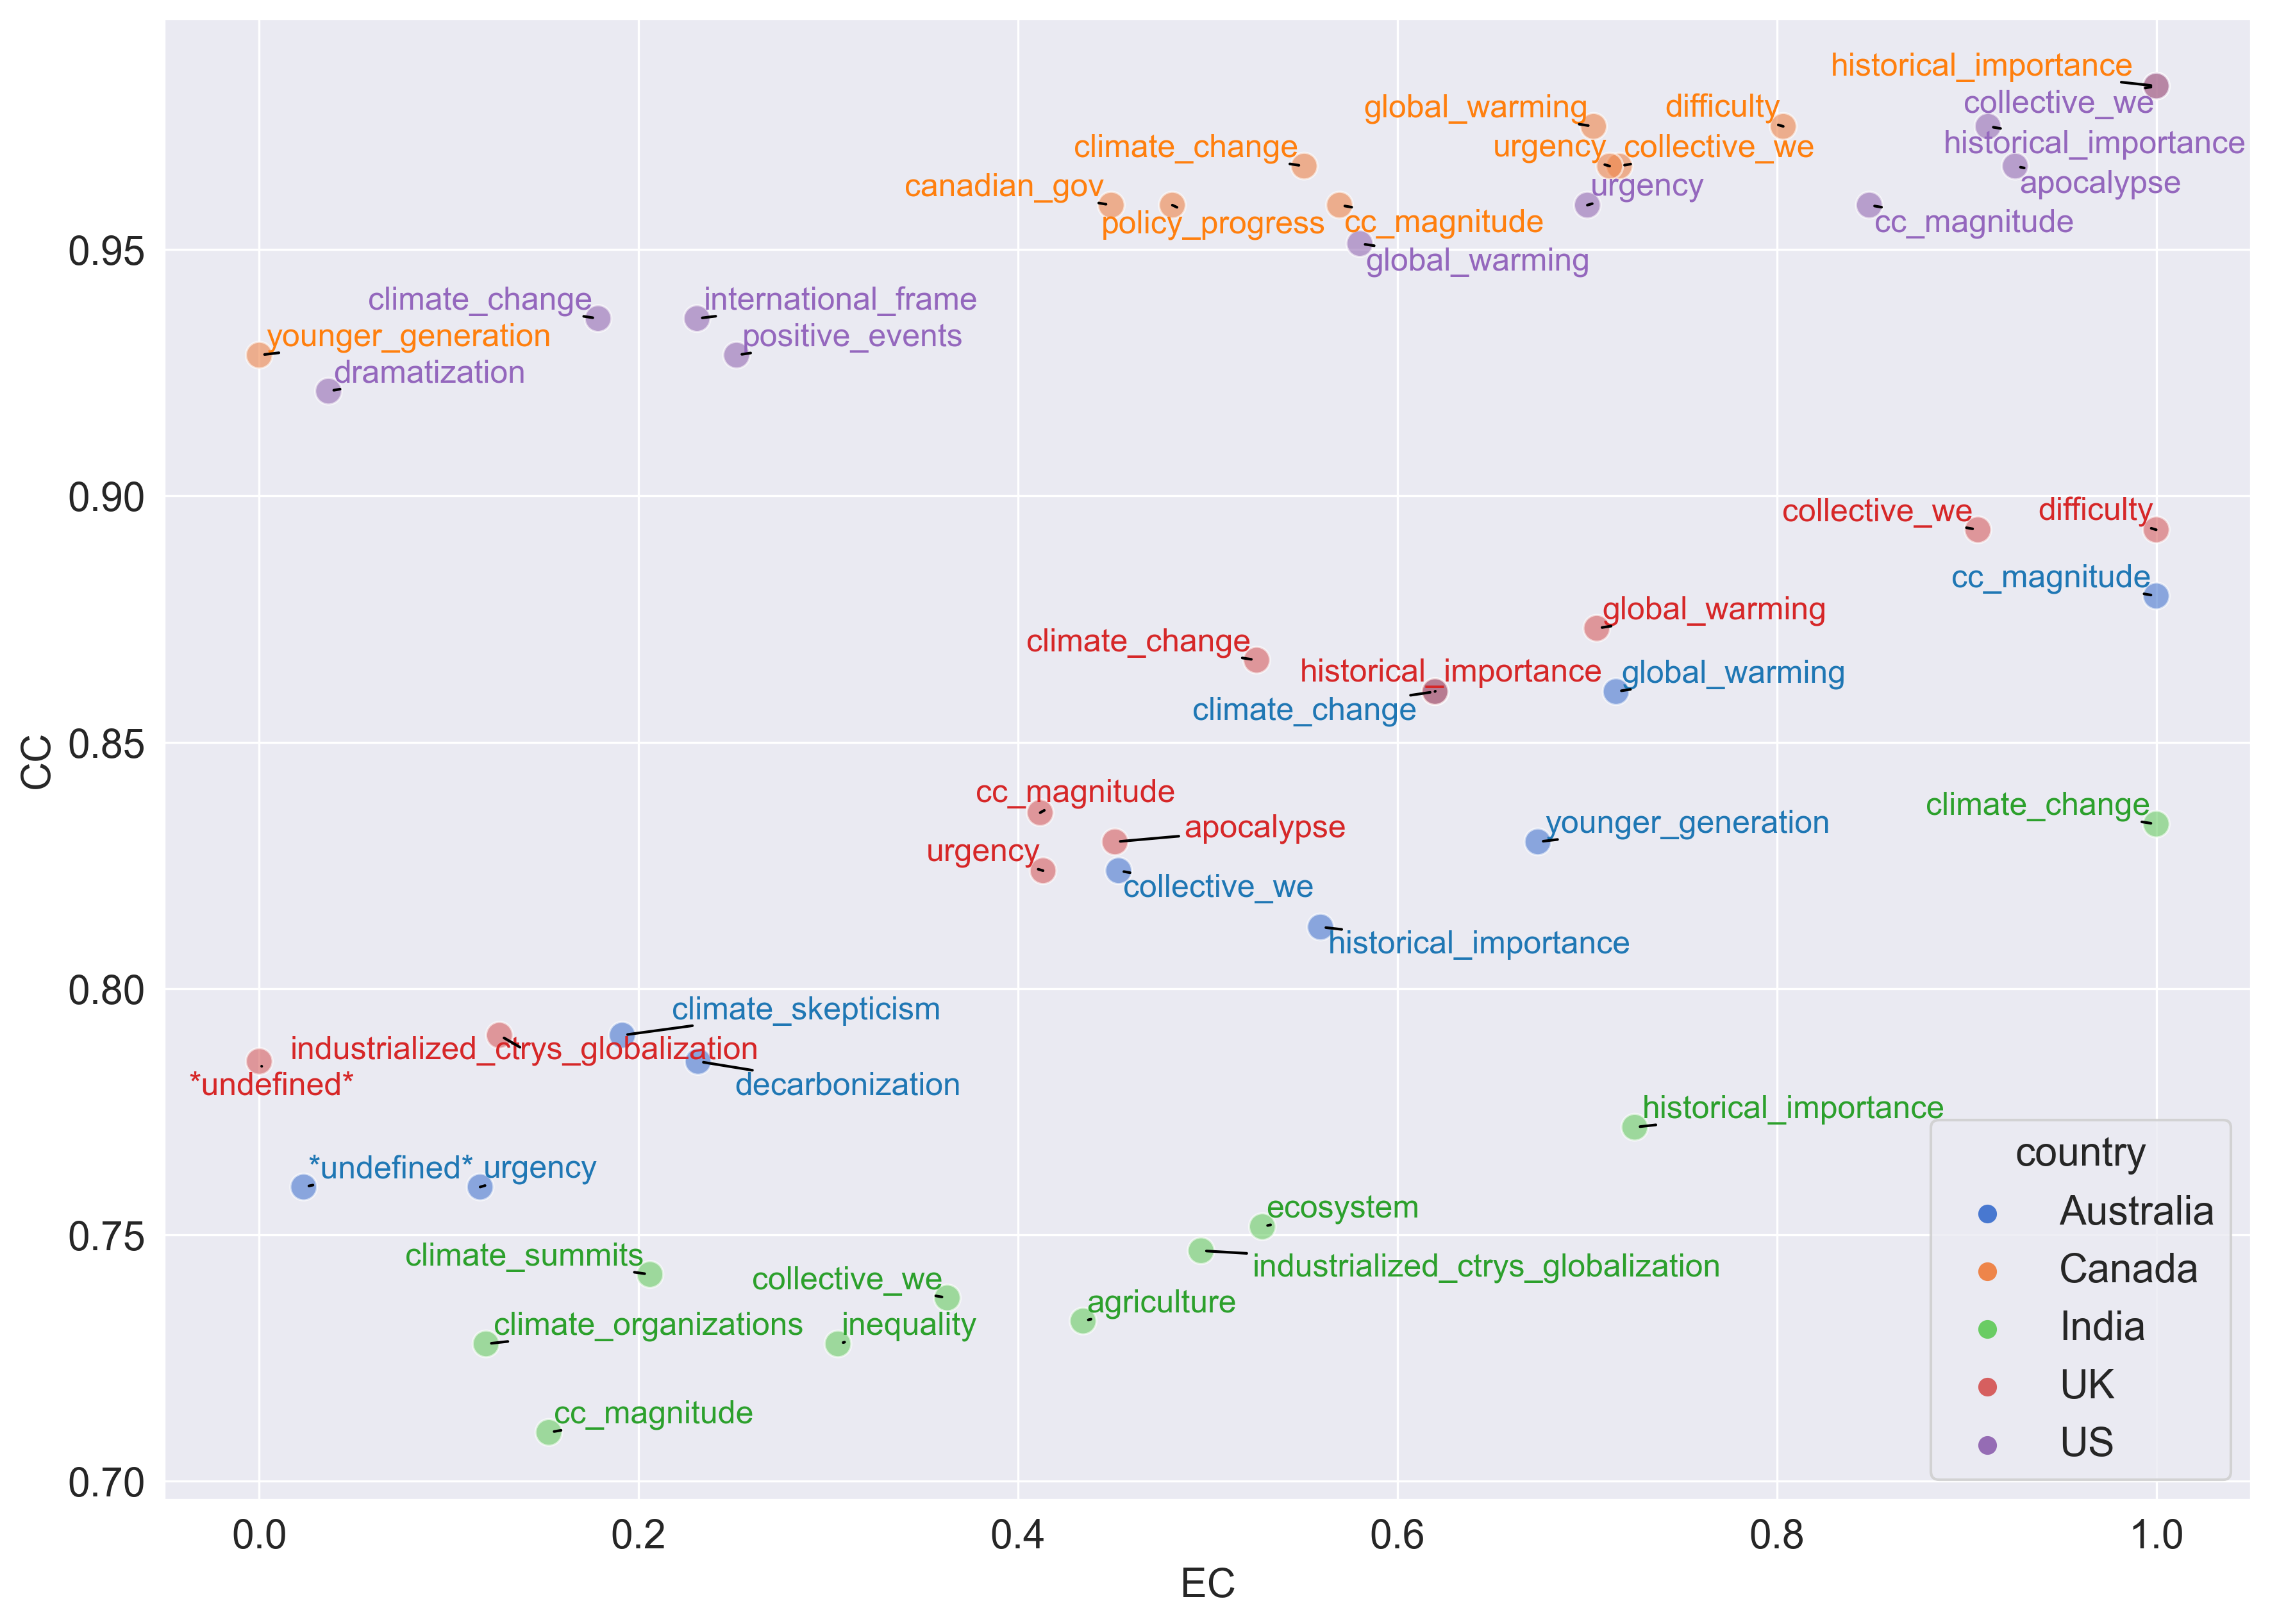 historical_importance
collective_we
global_warming
difficulty
climate_change
urgency
collective_we
historical_importance
canadian_gov
urgency
apocalypse
policy_progress
cc_magnitude
cc_magnitude
global_warming
0.95
climate_change
international_frame
younger_generation
positive_events
dramatization
0.90
collective_we
difficulty
cc_magnitude
global_warming
climate_change
historical_importance
global_warming
climate_change
0.85
CC
cc_magnitude
climate_change
apocalypse
younger_generation
urgency
collective_we
historical_importance
0.80
climate_skepticism
industrialized_ctrys_globalization
*undefined*
decarbonization
historical_importance
*undefined*
urgency
ecosystem
0.75
climate_summits
industrialized_ctrys_globalization
collective_we
agriculture
climate_organizations
inequality
cc_magnitude
0.70
country
Australia
Canada
India
UK
US
0.0
0.2
0.4
0.6
0.8
1.0
EC